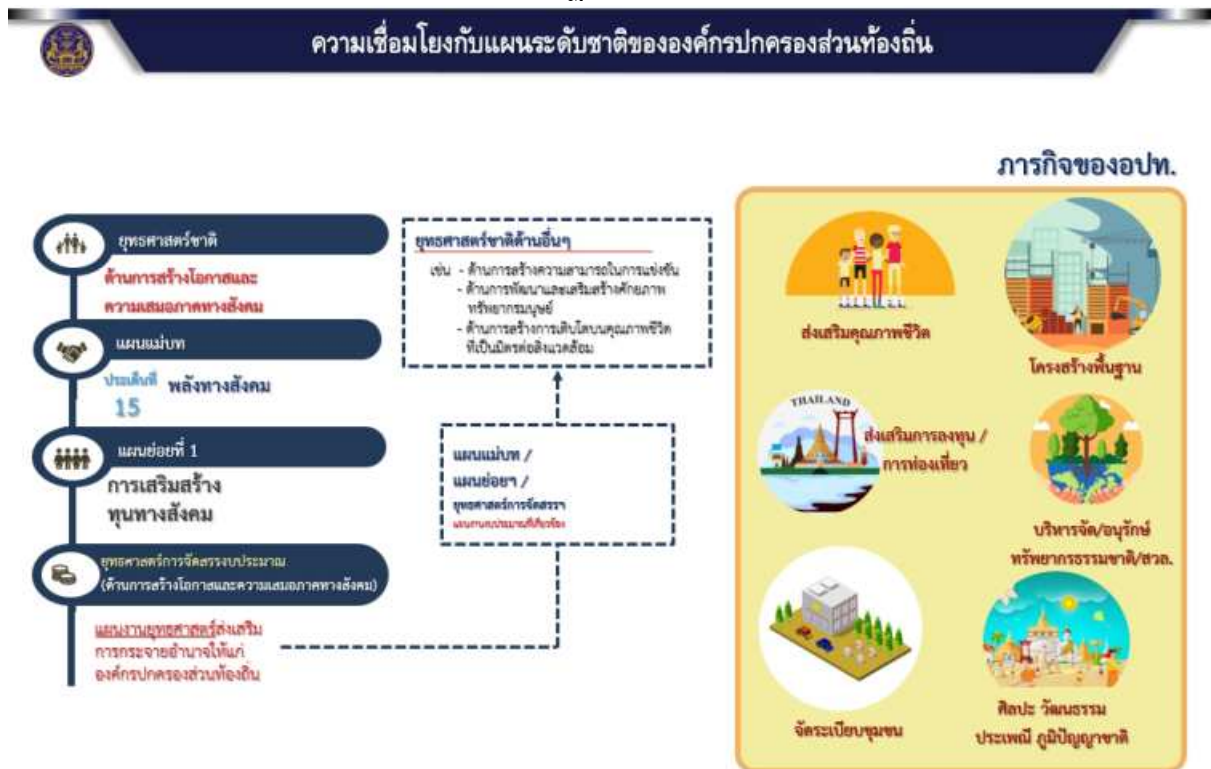 ความเชื่อมโยงกับแผนระดับชาติขององค์กรปกครองส่วนท้องถิ่น
ยุทธศาสตร์ชาติ
ด้านการสร้างโอกาสและ
ความเสมอภาคทางสังคม
แผนแม่บท
ประเด็นที่
15
พลังทางสังคม
แผนย่อยที่ 1
การเสริมสร้าง
ทุนทางสังคม
ยุทธศาสตร์การจัดสรรงบประมาณ
(ด้านการสร้างโอกาสและความเสมอภาคทางสังคม)
แผนงานยุทธศาสตร์ส่งเสริม
การกระจายอำนาจให้แก่
องค์กรปกครองส่วนท้องถิ่น
ยุทธศาสตร์ชาติด้านอื่นๆ
เช่น - ด้านการสร้างความสามารถในการแข่งขัน
- ด้านการพัฒนาและเสริมสร้างศักยภาพ
ทรัพยากรมนุษย์
- ด้านการสร้างการเติบโตบนคุณภาพชีวิต
ที่เป็นมิตรต่อสิ่งแวดล้อม
แผนแม่บท /
แผนย่อยฯ /
ยุทธศาสตร์การจัดสรรฯ
แผนงานงบประมาณที่เกี่ยวข้อง
ภารกิจของอปท.
ส่งเสริมคุณภาพชีวิต
โครงสร้างพื้นฐาน
THAILAND
ส่งเสริมการลงทุน /
การท่องเที่ยว
บริหารจัด/อนุรักษ์
ทรัพยากรธรรมชาติ/สวล.
จัดระเบียบชุมชน
ศิลปะ วัฒนธรรม
ประเพณี ภูมิปัญญาชาติ